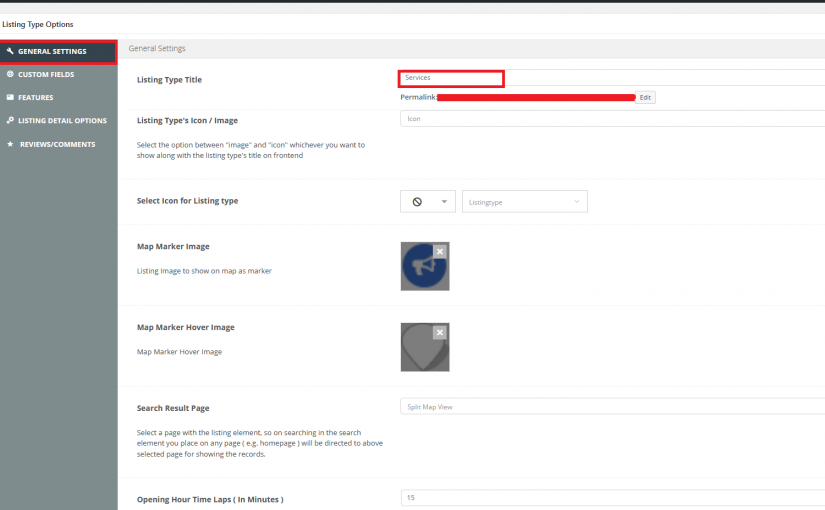 Listing Type Options
GENERAL SETTINGS
CUSTOM FIELDS
FEATURES
LISTING DETAIL OPTIONS
REVIEWS/COMMENTS
General Settings
Listing Type Title
Services
Permalink:
Edit
Listing Type's Icon / Image
Icon
Select the option between "image" and "icon" whichever you want to
show along with the listing type's title on frontend
Select Icon for Listing type
Listingtype
Map Marker Image
Listing Image to show on map as marker
Map Marker Hover Image
Map Marker Hover Image
Search Result Page
Split Map View
Select a page with the listing element, so on searching in the search
element you place on any page ( e.g. homepage ) will be directed to above
selected page for showing the records.
Opening Hour Time Laps ( In Minutes )
15